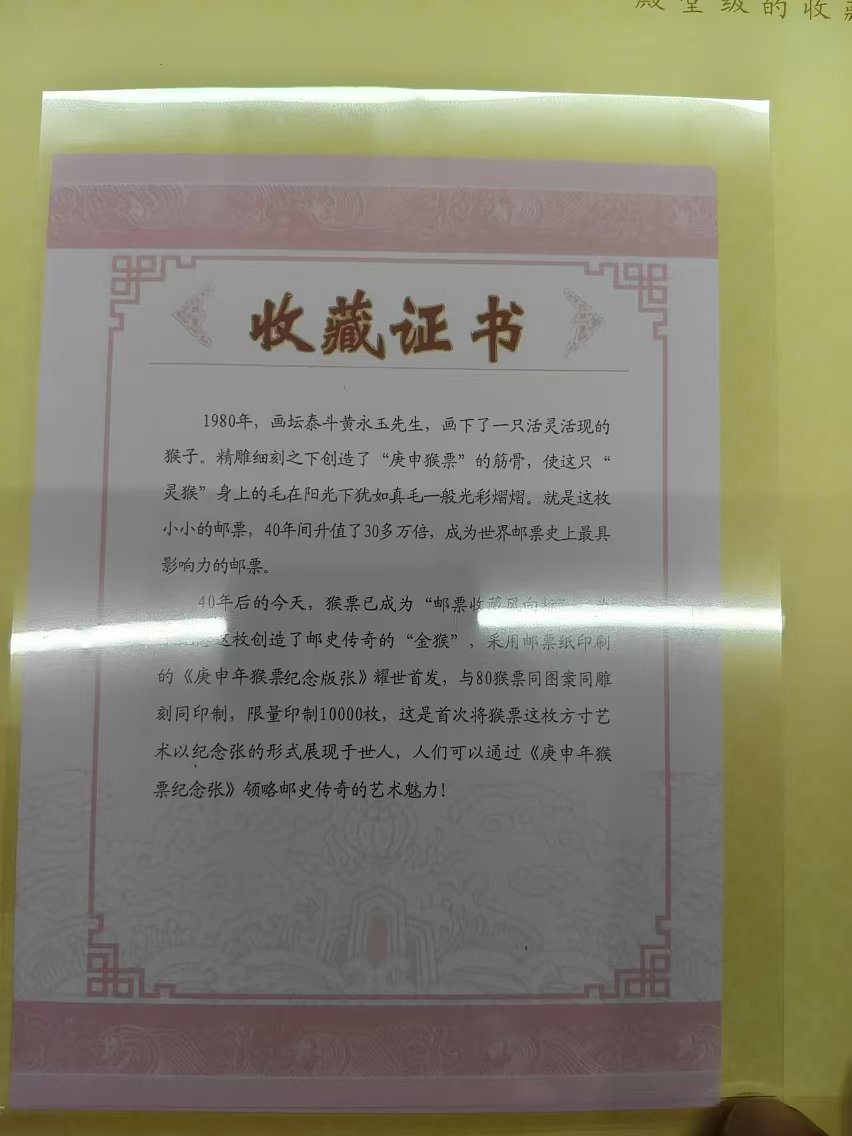 殿堂级的收藏
收藏证书
1980年，画坛泰斗黄永玉先生，画下了一只活灵活现的
猴子。精雕细刻之下创造了“庚申猴票”的筋骨，使这只“
灵猴”身上的毛在阳光下犹如真毛一般光彩熠熠。就是这枚
小小的邮票，40年间升值了30多万倍，成为世界邮票史上最具
影响力的邮票。
40年后的今天，猴票已成为“邮票收藏风向标”
这枚创造了邮史传奇的“金猴”，采用邮票纸印刷
的《庚申年猴票纪念版张》耀世首发，与80猴票同图案同雕
刻同印制，限量印制10000枚，这是首次将猴票这枚方寸艺
术以纪念张的形式展现于世人，人们可以通过《庚申年猴
票纪念张》领略邮史传奇的艺术魅力！